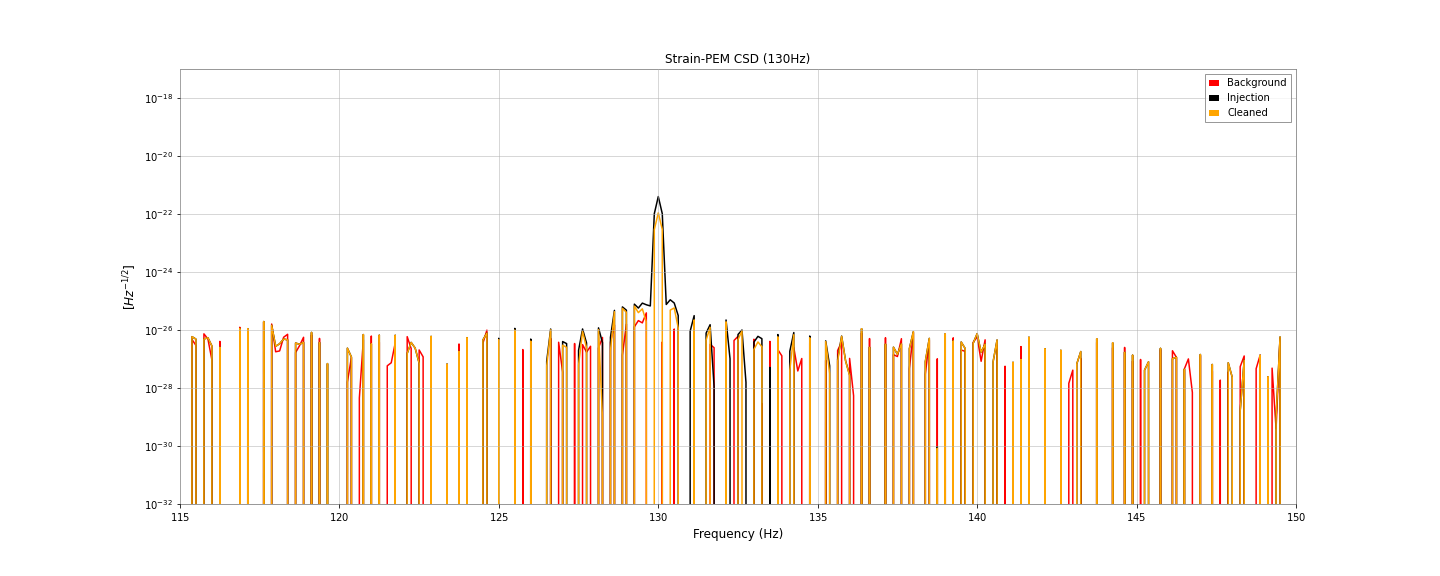 Strain-PEM CSD (130Hz)
Background
Injection
Cleaned
10⁻¹⁸
10⁻²⁰
10⁻²²
10⁻²⁴
10⁻²⁶
10⁻²⁸
10⁻³⁰
10⁻³²
[Hz⁻¹/²]
115 120 125 130 135 140 145 150
Frequency (Hz)